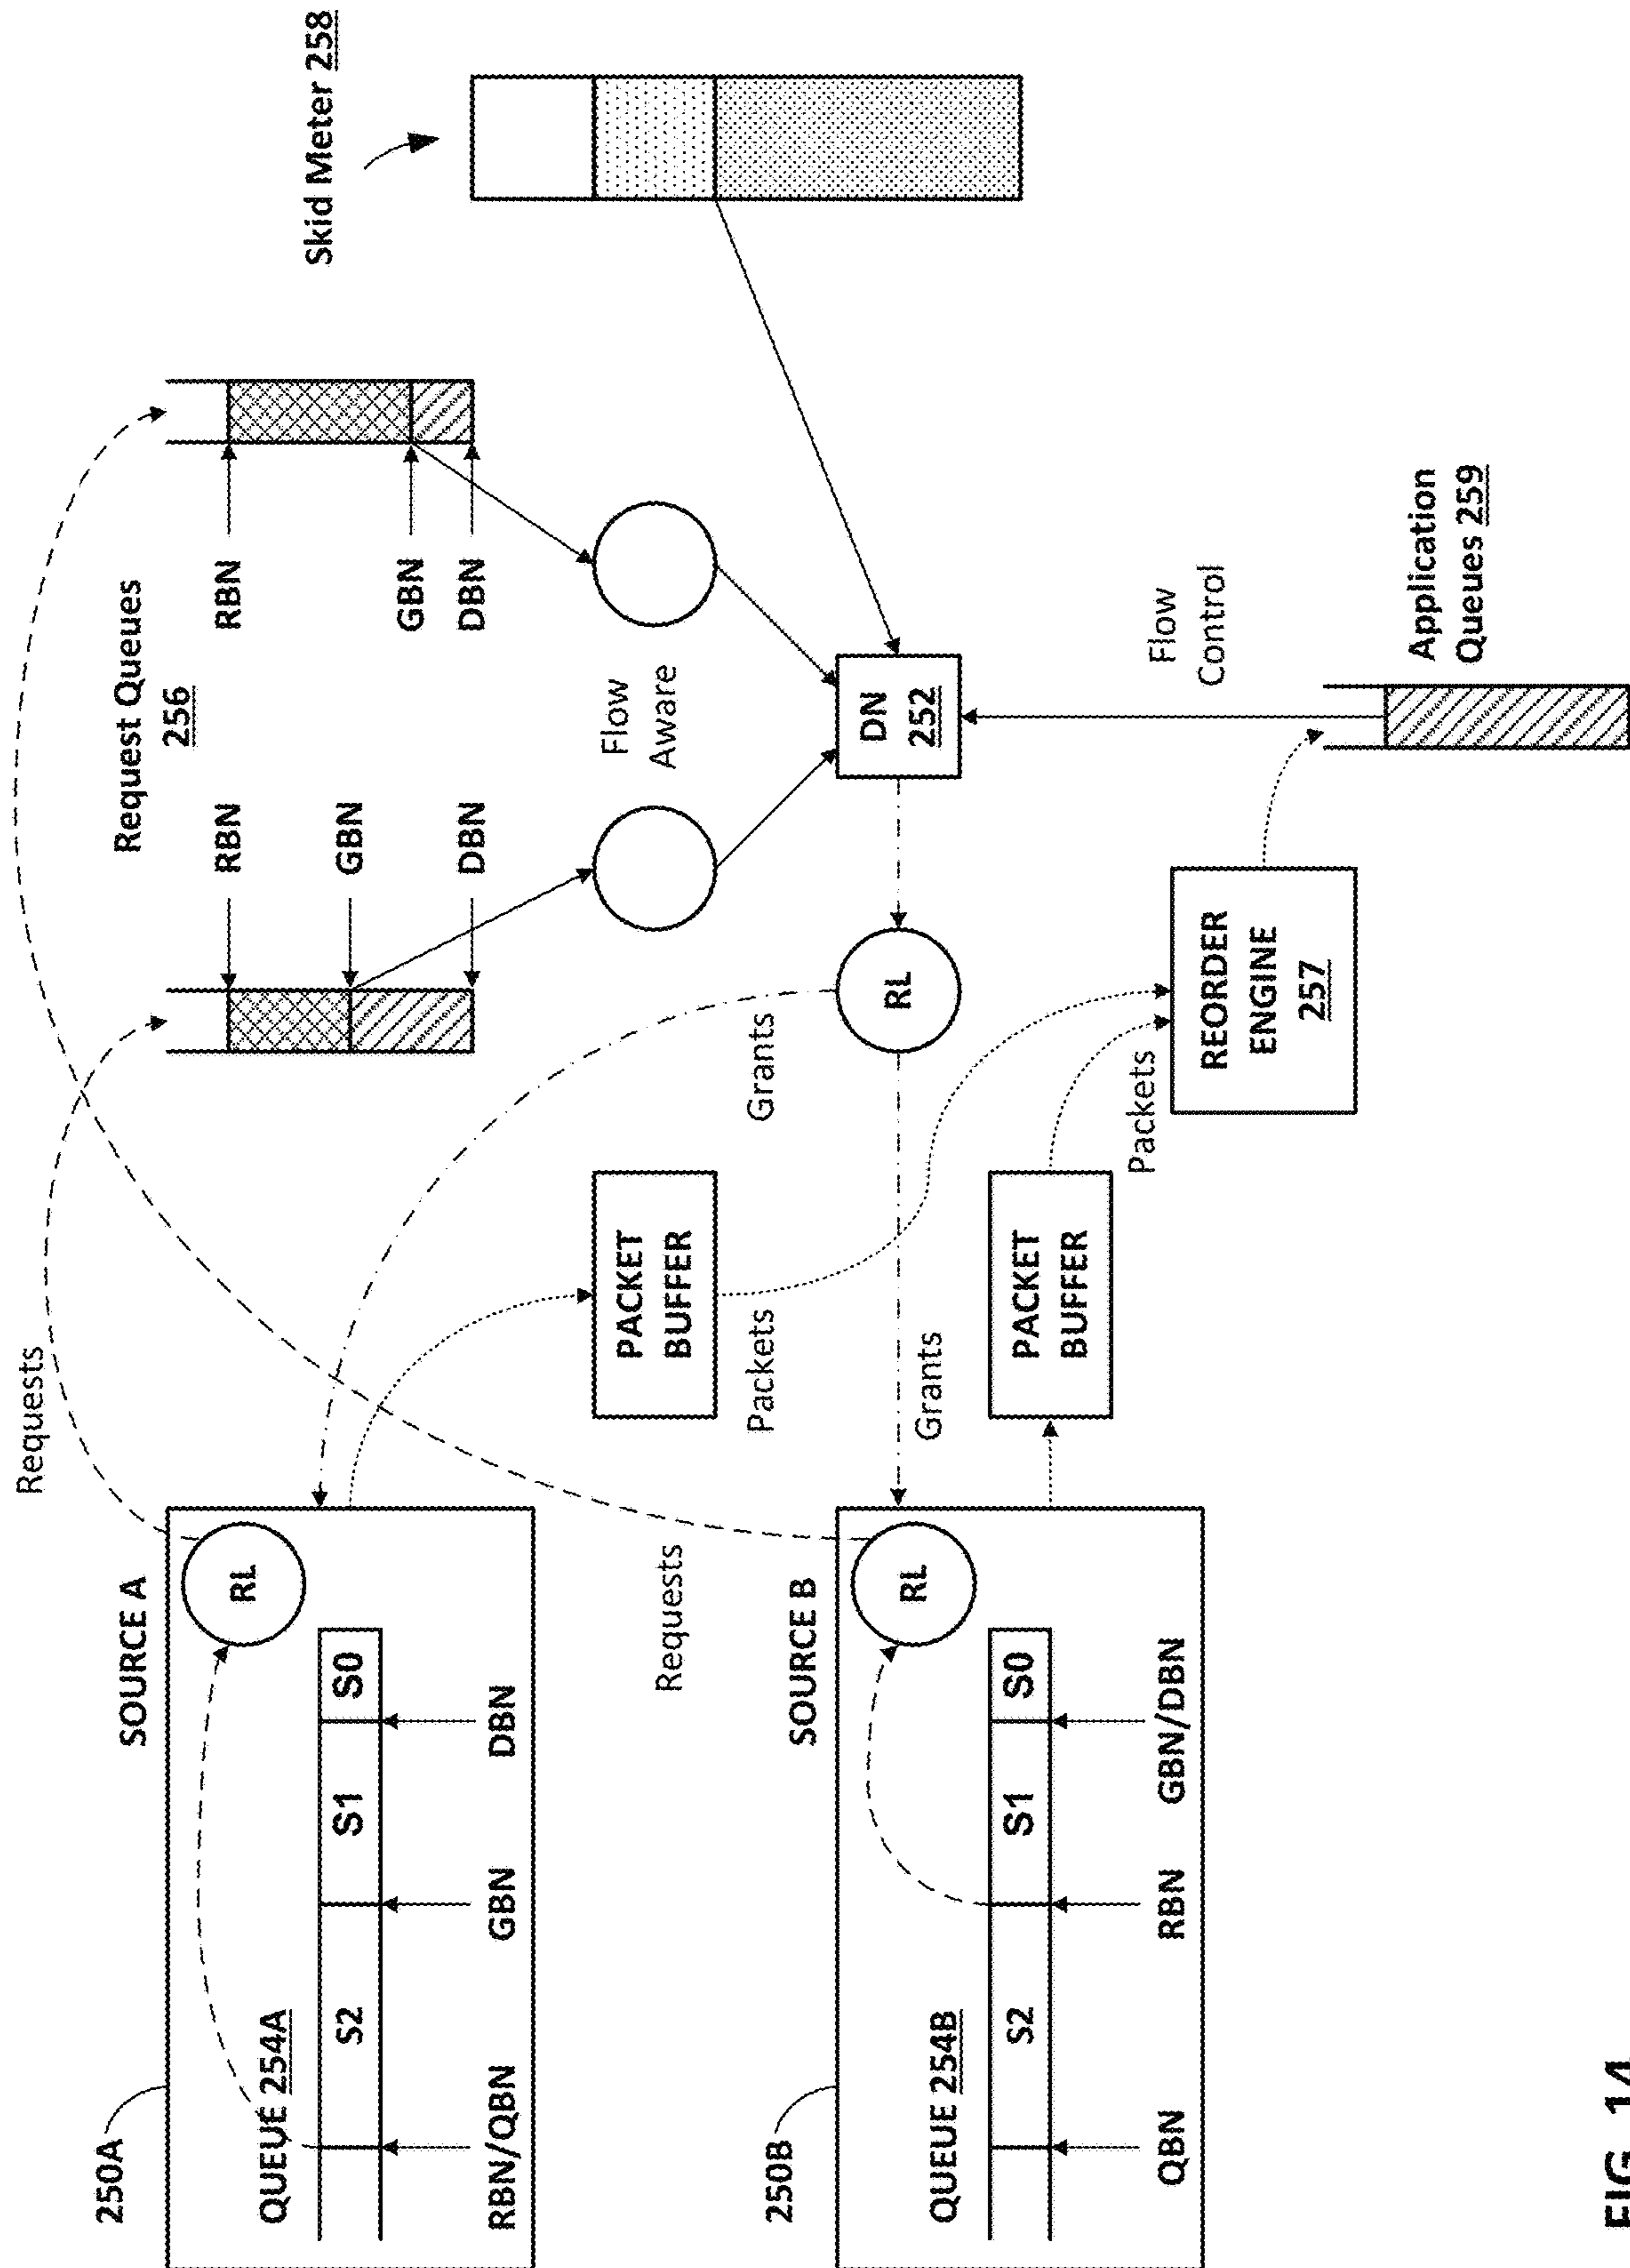 250A
SOURCE A
QUEUE 254A
RL
S2
S1
S0
RBN/QBN
GBN
DBN
Requests
250B
SOURCE B
QUEUE 254B
RL
S2
S1
S0
QBN
RBN
GBN/DBN
Requests
PACKET
BUFFER
Packets
Grants
Grants
PACKET
BUFFER
Packets
RL
REORDER
ENGINE
257
Request Queues
256
RBN
GBN
DBN
RBN
GBN
DBN
Flow
Aware
DN
252
Flow
Control
Application
Queues 259
Skid Meter 258
FIG. 14